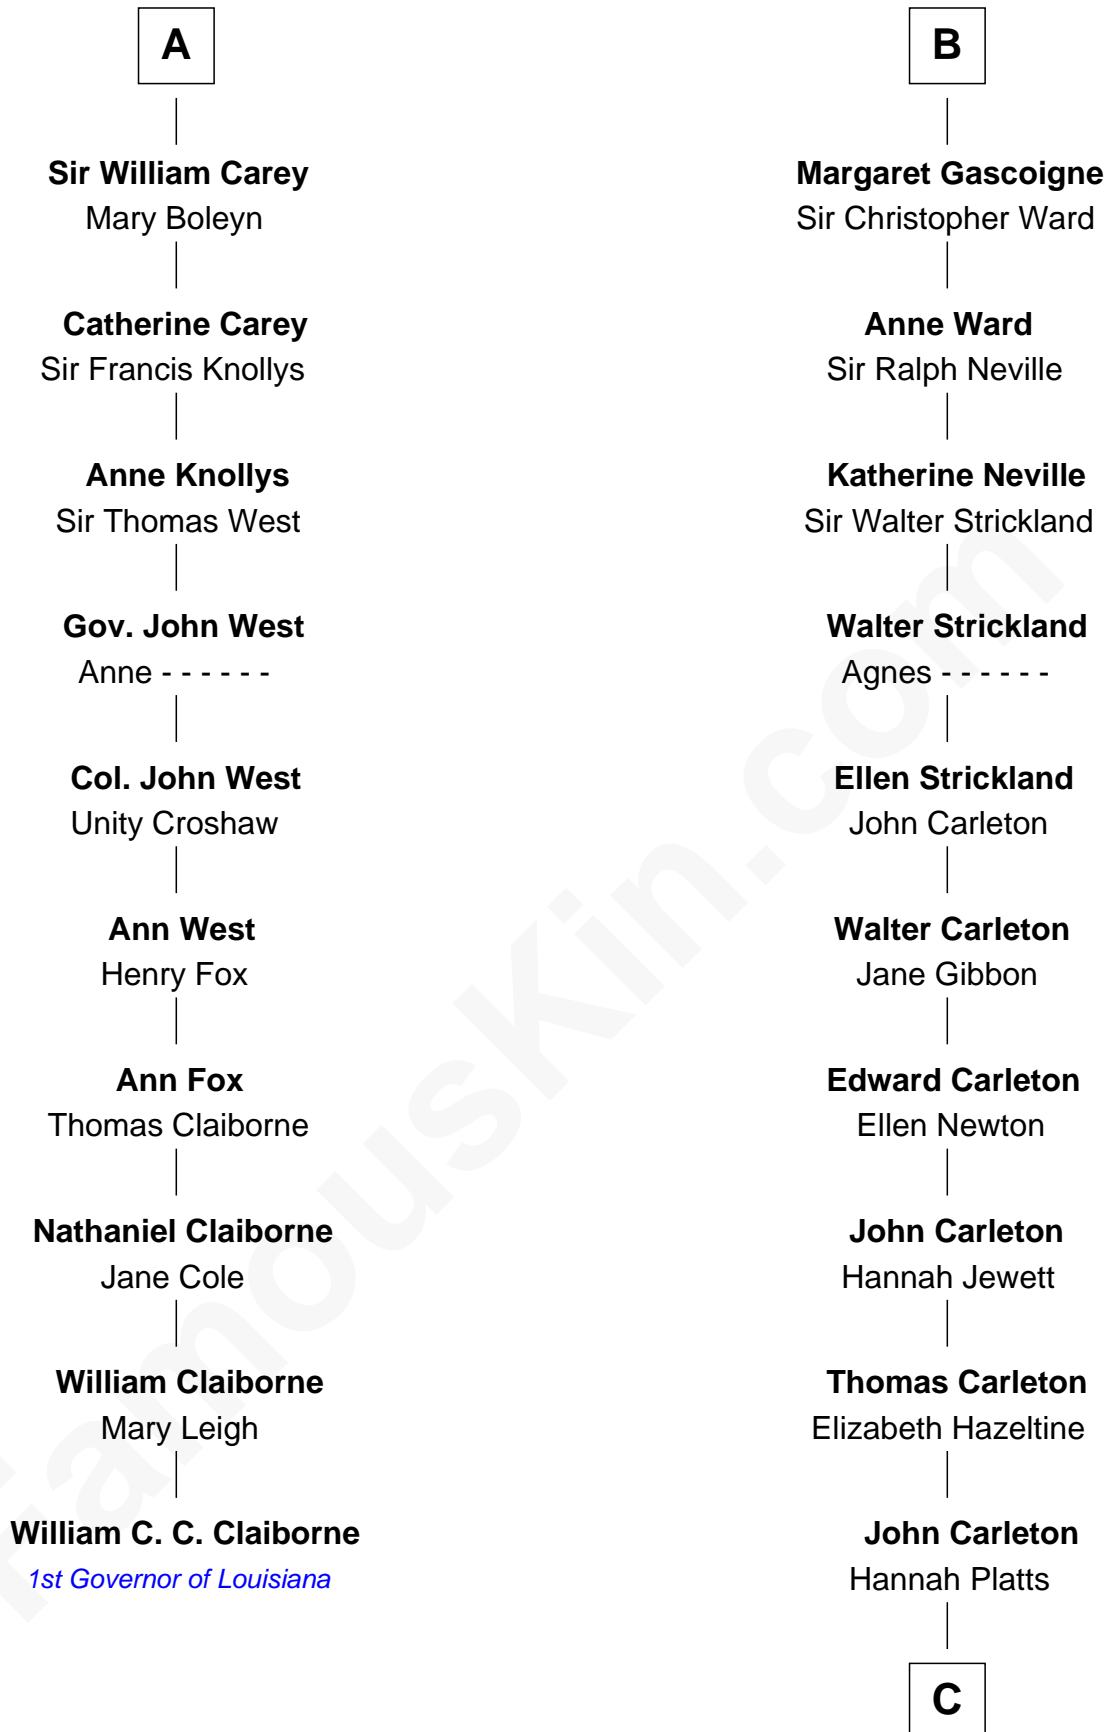 A
Sir William Carey
Mary Boleyn
Catherine Carey
Sir Francis Knollys
Anne Knollys
Sir Thomas West
Gov. John West
Anne - - - - - -
Col. John West
Unity Croshaw
Ann West
Henry Fox
Ann Fox
Thomas Claiborne
Nathaniel Claiborne
Jane Cole
William Claiborne
Mary Leigh
William C. C. Claiborne
1st Governor of Louisiana
B
Margaret Gascoigne
Sir Christopher Ward
Anne Ward
Sir Ralph Neville
Katherine Neville
Sir Walter Strickland
Walter Strickland
Agnes - - - - - -
Ellen Strickland
John Carleton
Walter Carleton
Jane Gibbon
Edward Carleton
Ellen Newton
John Carleton
Hannah Jewett
Thomas Carleton
Elizabeth Hazeltine
John Carleton
Hannah Platts
C
FamousKin.com